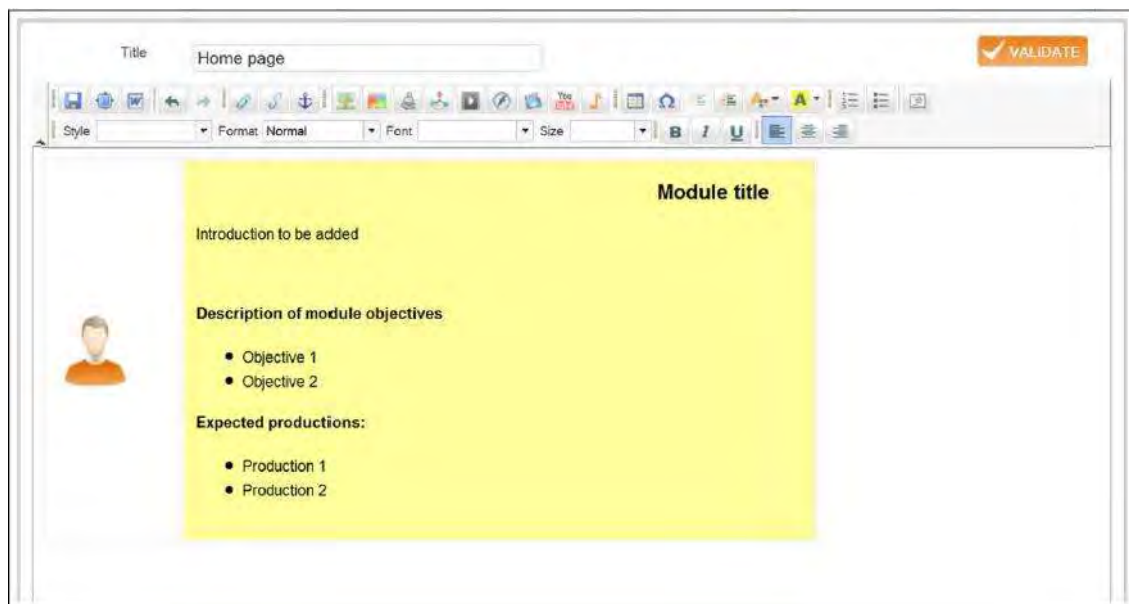 Title
Home page
VALIDATE
You
Style
Format Normal
Font
Size
B I U
Module title
Introduction to be added
Description of module objectives
• Objective 1
• Objective 2
Expected productions:
• Production 1
• Production 2